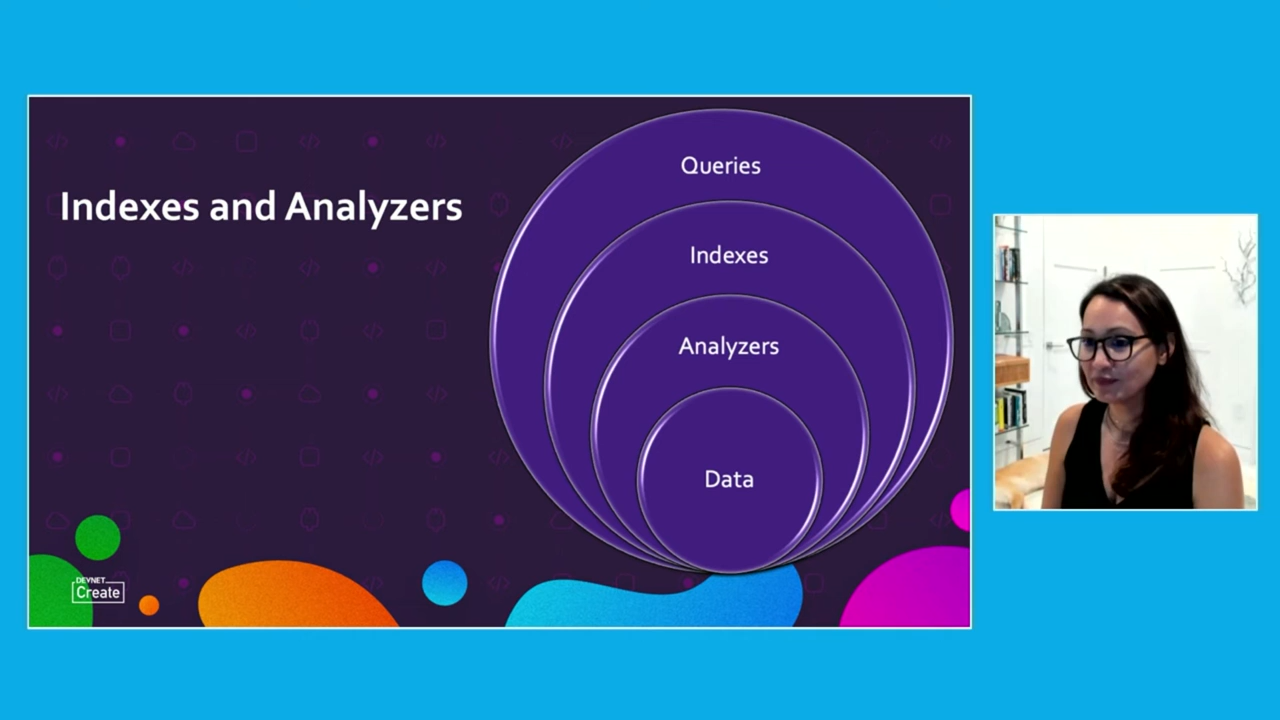 Indexes and Analyzers
Queries
Indexes
Analyzers
Data
DEVNET
Create